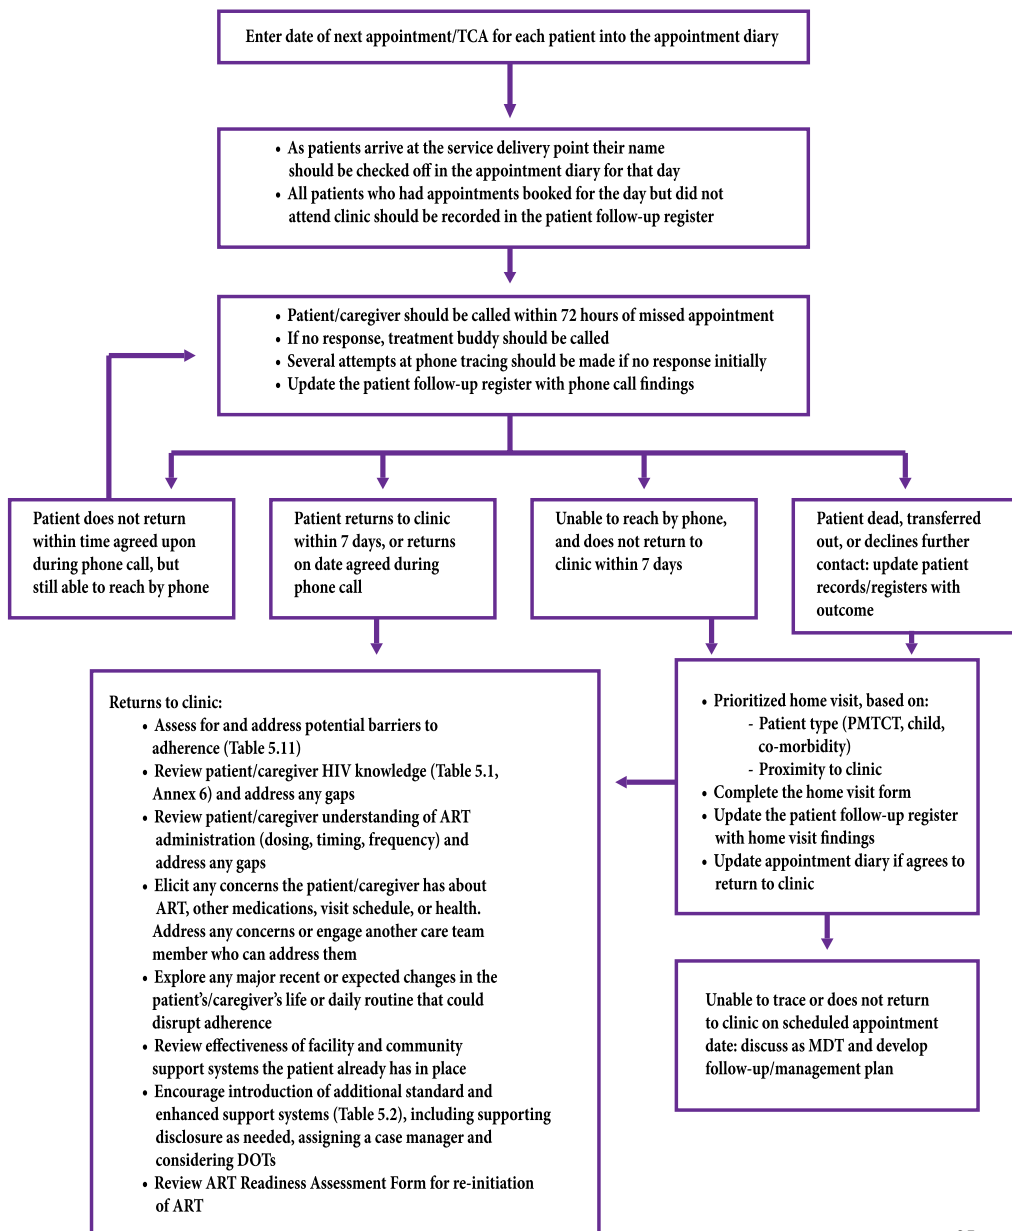 Enter date of next appointment/TCA for each patient into the appointment diary
• As patients arrive at the service delivery point their name
should be checked off in the appointment diary for that day
• All patients who had appointments booked for the day but did not
attend clinic should be recorded in the patient follow-up register
• Patient/caregiver should be called within 72 hours of missed appointment
• If no response, treatment buddy should be called
• Several attempts at phone tracing should be made if no response initially
• Update the patient follow-up register with phone call findings
Patient does not return
within time agreed upon
during phone call, but
still able to reach by phone
Patient returns to clinic
within 7 days, or returns
on date agreed during
phone call
Unable to reach by phone,
and does not return to
clinic within 7 days
Patient dead, transferred
out, or declines further
contact: update patient
records/registers with
outcome
Returns to clinic:
• Assess for and address potential barriers to
adherence (Table 5.11)
• Review patient/caregiver HIV knowledge (Table 5.1,
Annex 6) and address any gaps
• Review patient/caregiver understanding of ART
administration (dosing, timing, frequency) and
address any gaps
• Elicit any concerns the patient/caregiver has about
ART, other medications, visit schedule, or health.
Address any concerns or engage another care team
member who can address them
• Explore any major recent or expected changes in the
patient's/caregiver's life or daily routine that could
disrupt adherence
• Review effectiveness of facility and community
support systems the patient already has in place
• Encourage introduction of additional standard and
enhanced support systems (Table 5.2), including supporting
disclosure as needed, assigning a case manager and
considering DOTs
• Review ART Readiness Assessment Form for re-initiation
of ART
• Prioritized home visit, based on:
- Patient type (PMTCT, child,
co-morbidity)
- Proximity to clinic
• Complete the home visit form
• Update the patient follow-up register
with home visit findings
• Update appointment diary if agrees to
return to clinic
Unable to trace or does not return
to clinic on scheduled appointment
date: discuss as MDT and develop
follow-up/management plan